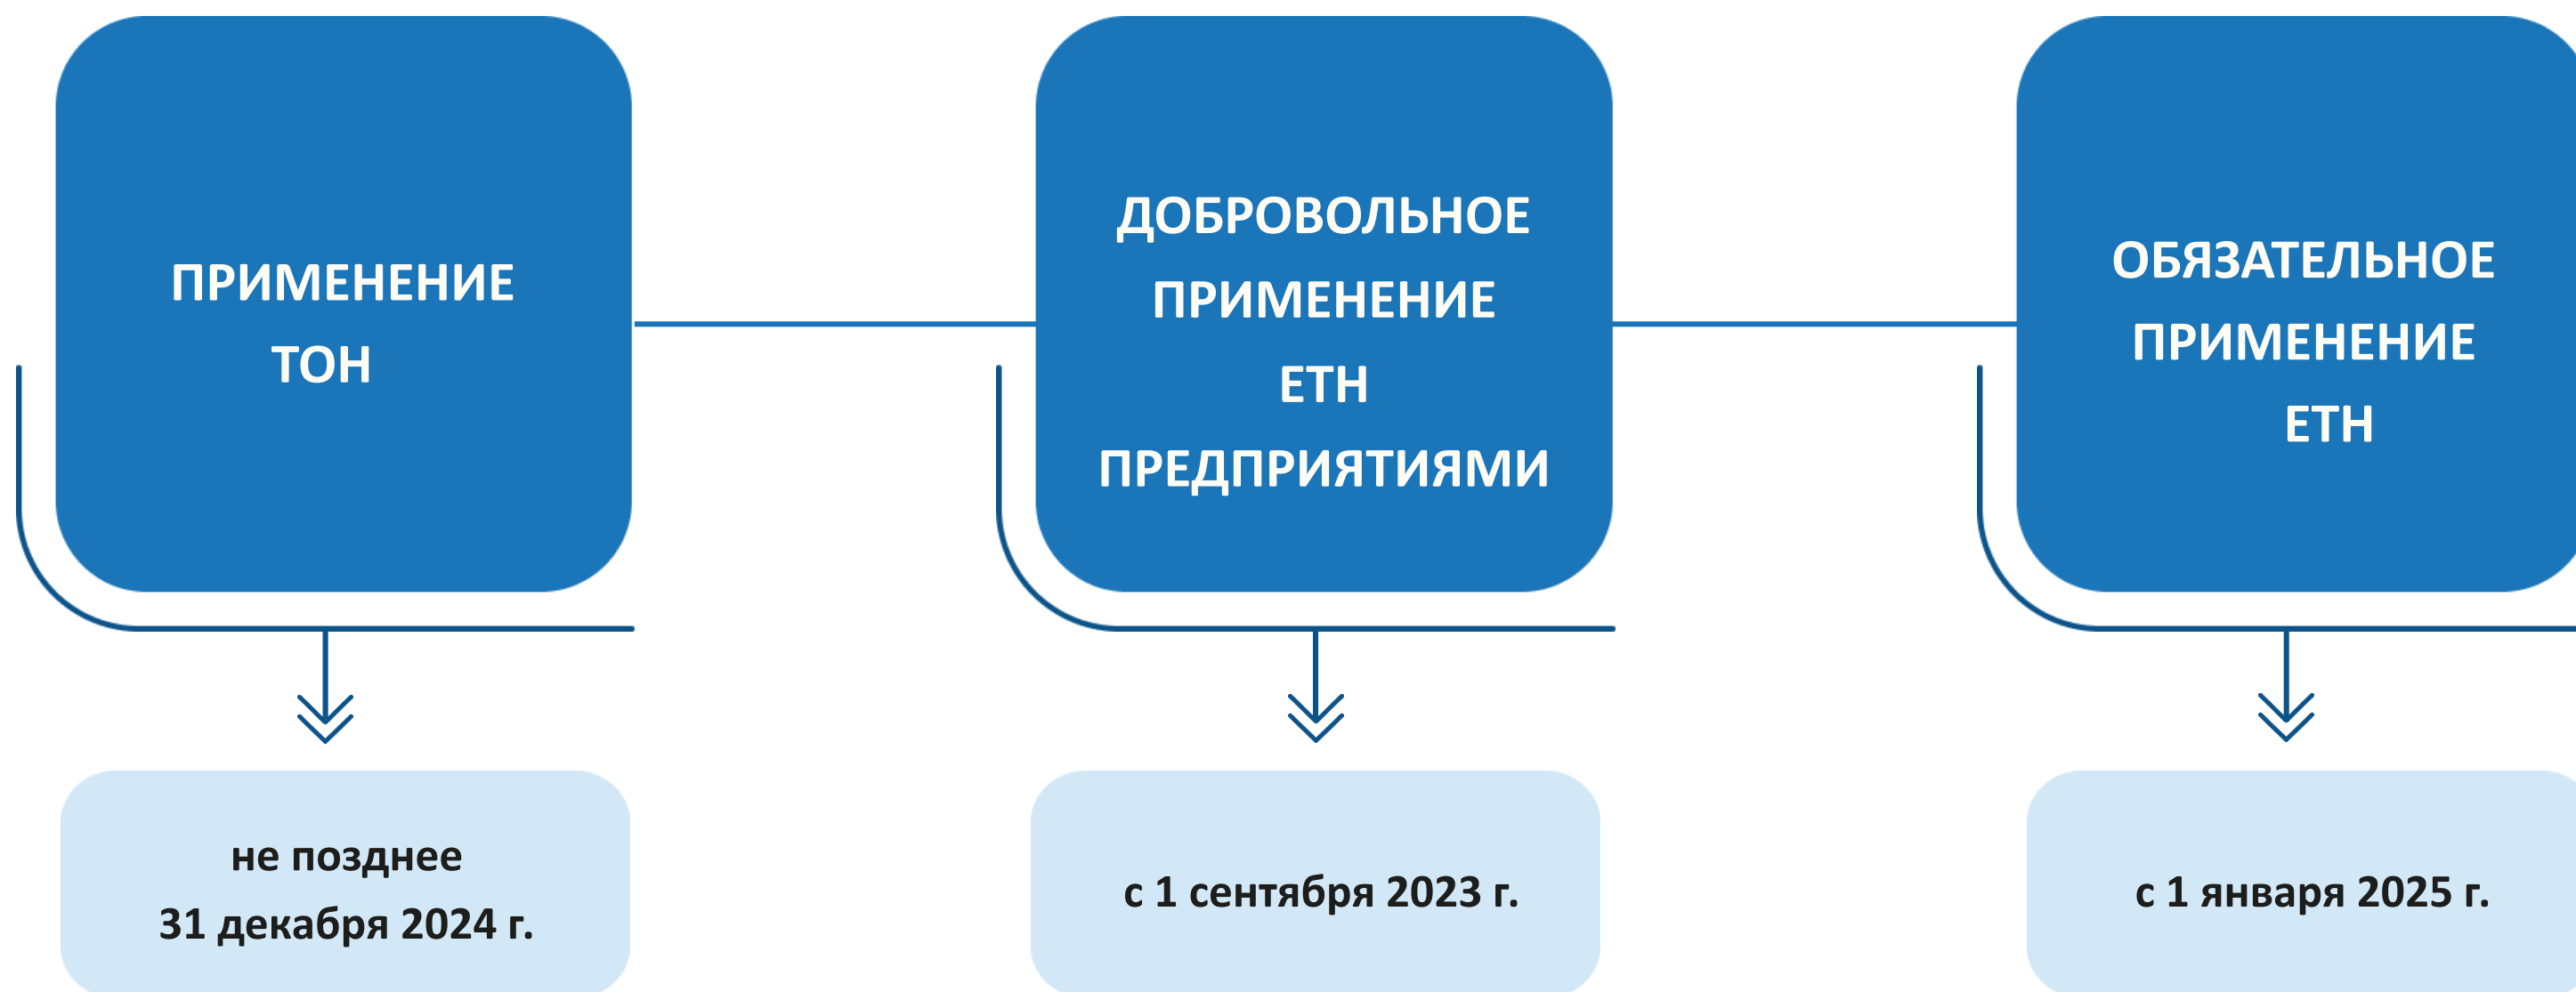 ПРИМЕНЕНИЕ
ТОН
не позднее
31 декабря 2024 г.
ДОБРОВОЛЬНОЕ
ПРИМЕНЕНИЕ
ЕТН
ПРЕДПРИЯТИЯМИ
с 1 сентября 2023 г.
ОБЯЗАТЕЛЬНОЕ
ПРИМЕНЕНИЕ
ЕТН
с 1 января 2025 г.